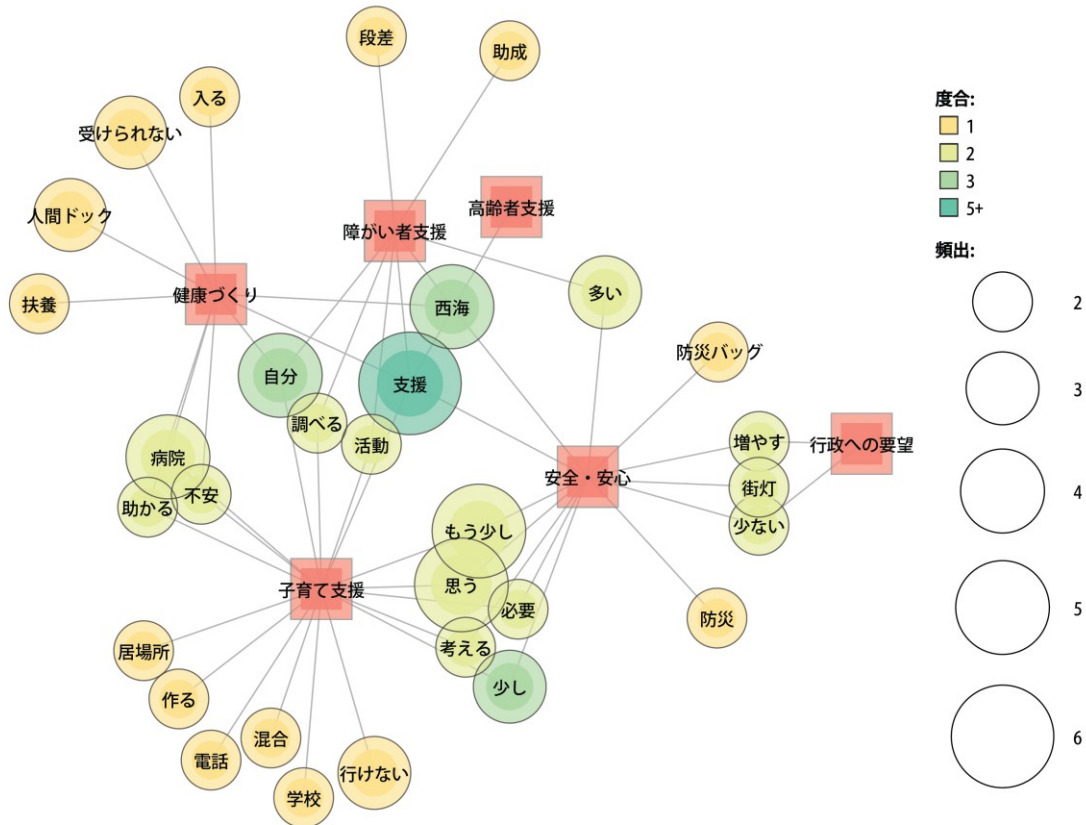 段差
助成
入る
受けられない
人間ドック
扶養
健康づくり
障がい者支援
高齢者支援
西海
多い
自分
支援
調べる
活動
防災バッグ
増やす
行政への要望
街灯
少ない
安全・安心
病院
不安
助かる
もう少し
思う
必要
考える
少し
子育て支援
防災
居場所
作る
電話
混合
学校
行けない
度合:
1
2
3
5+
頻出:
2
3
4
5
6